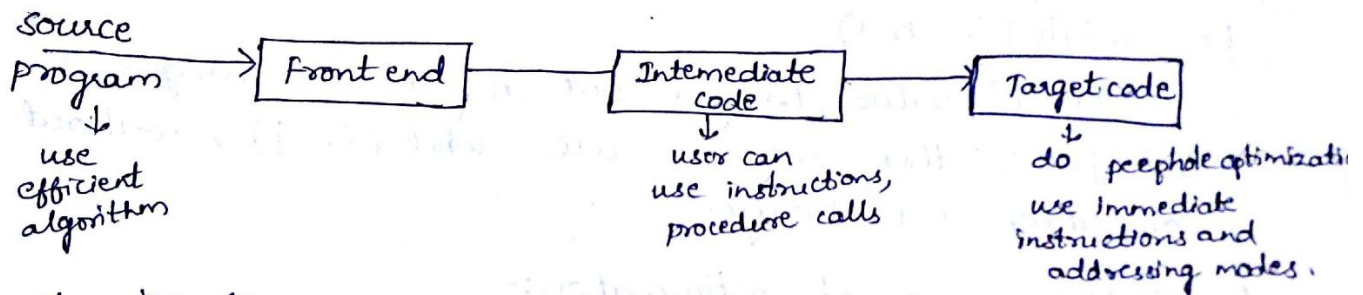 source
program
use
efficient
algorithm
Front end
Intemediate
code
user can
use instructions,
procedure calls
Target code
do peephole optimizati
use immediate
instructions and
addressing modes.